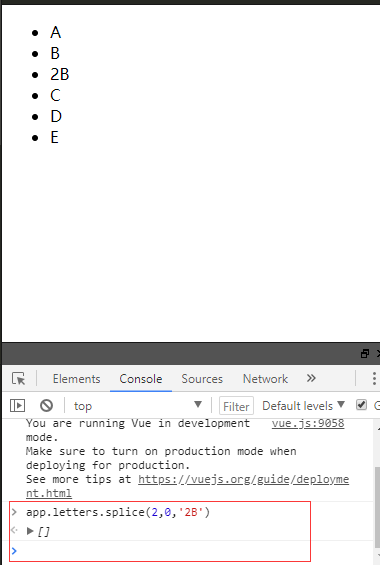 A
B
2B
C
D
E
Elements Console Sources Network
top Filter Default levels G
You are running Vue in development vue.js:9058
mode.
Make sure to turn on production mode when
deploying for production.
See more tips at https://vuejs.org/guide/deployme
nt.html
> app.letters.splice(2,0,'2B')
[]
>